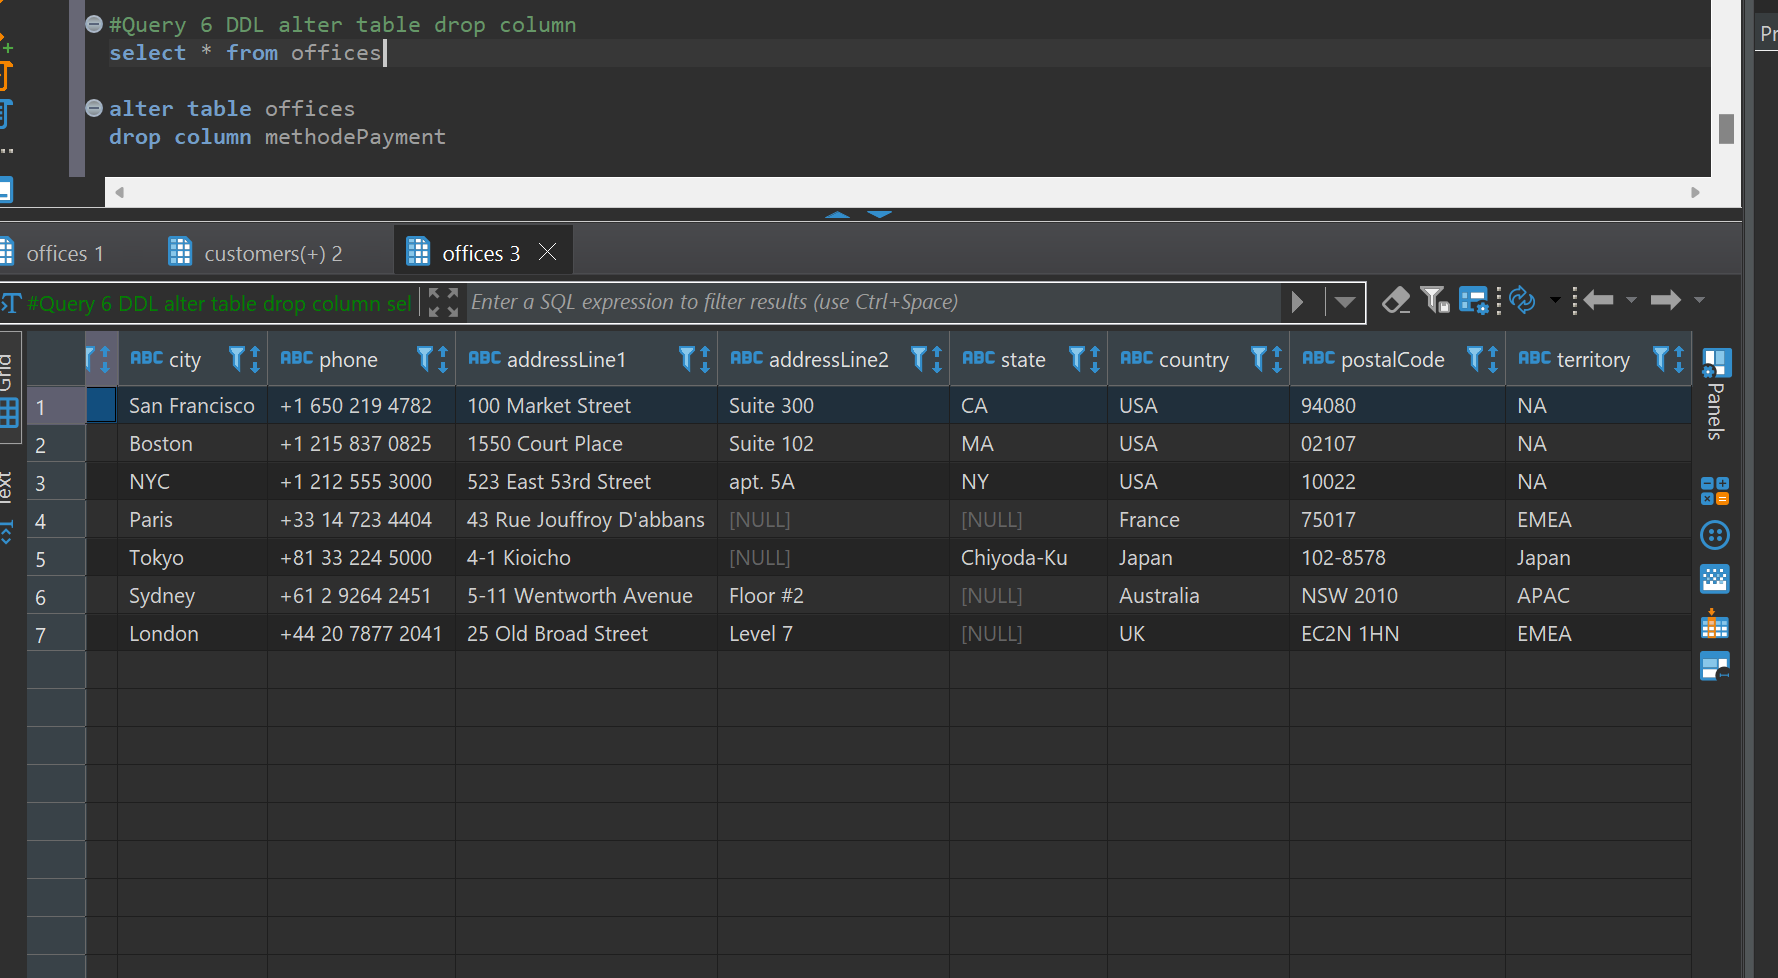 #Query 6 DDL alter table drop column
select * from offices
alter table offices
drop column methodePayment
Pr
offices 1 customers(+) 2 offices 3
#Query 6 DDL alter table drop column sel Enter a SQL expression to filter results (use Ctrl+Space)
Grid
Text
Panels
ABC city ABC phone ABC addressLine1 ABC addressLine2 ABC state ABC country ABC postalCode ABC territory
1 San Francisco +1 650 219 4782 100 Market Street Suite 300 CA USA 94080 NA
2 Boston +1 215 837 0825 1550 Court Place Suite 102 MA USA 02107 NA
3 NYC +1 212 555 3000 523 East 53rd Street apt. 5A NY USA 10022 NA
4 Paris +33 14 723 4404 43 Rue Jouffroy D'abbans [NULL] [NULL] France 75017 EMEA
5 Tokyo +81 33 224 5000 4-1 Kioicho [NULL] Chiyoda-Ku Japan 102-8578 Japan
6 Sydney +61 2 9264 2451 5-11 Wentworth Avenue Floor #2 [NULL] Australia NSW 2010 APAC
7 London +44 20 7877 2041 25 Old Broad Street Level 7 [NULL] UK EC2N 1HN EMEA